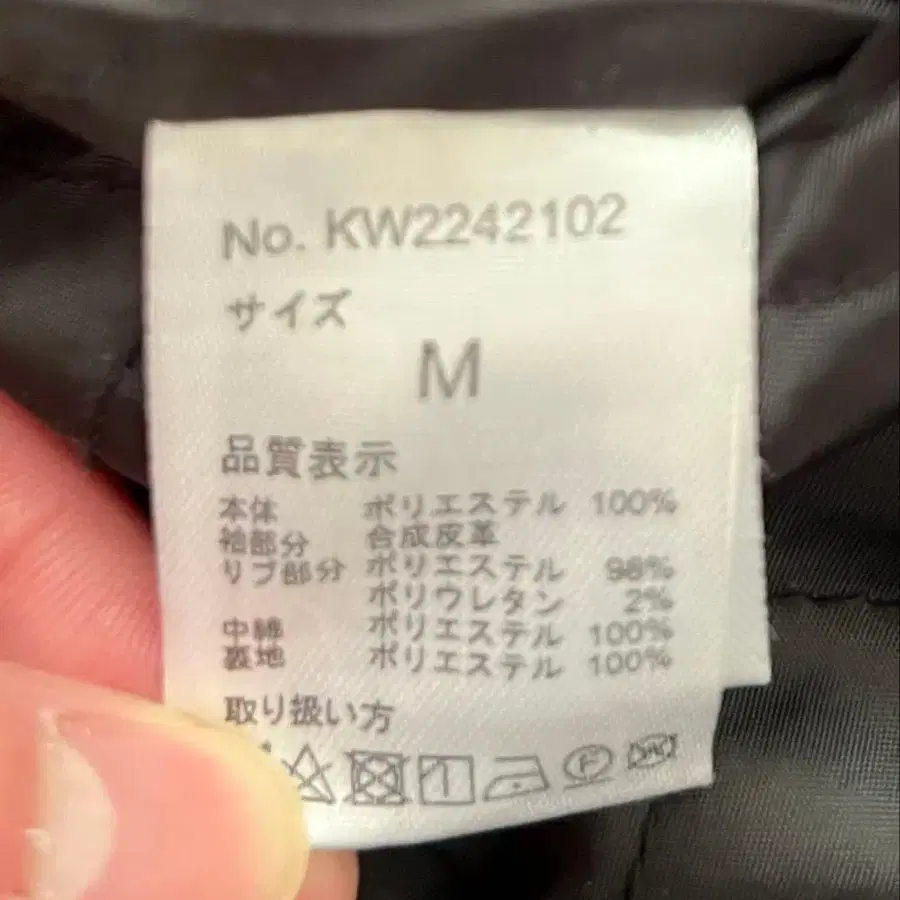 No. KW2242102
サイズ
M
品質表示
本体 ポリエステル 100%
袖部分 合成皮革
リブ部分 ポリエステル 98%
ポリウレタン 2%
中綿 ポリエステル 100%
裏地 ポリエステル 100%
取り扱い方